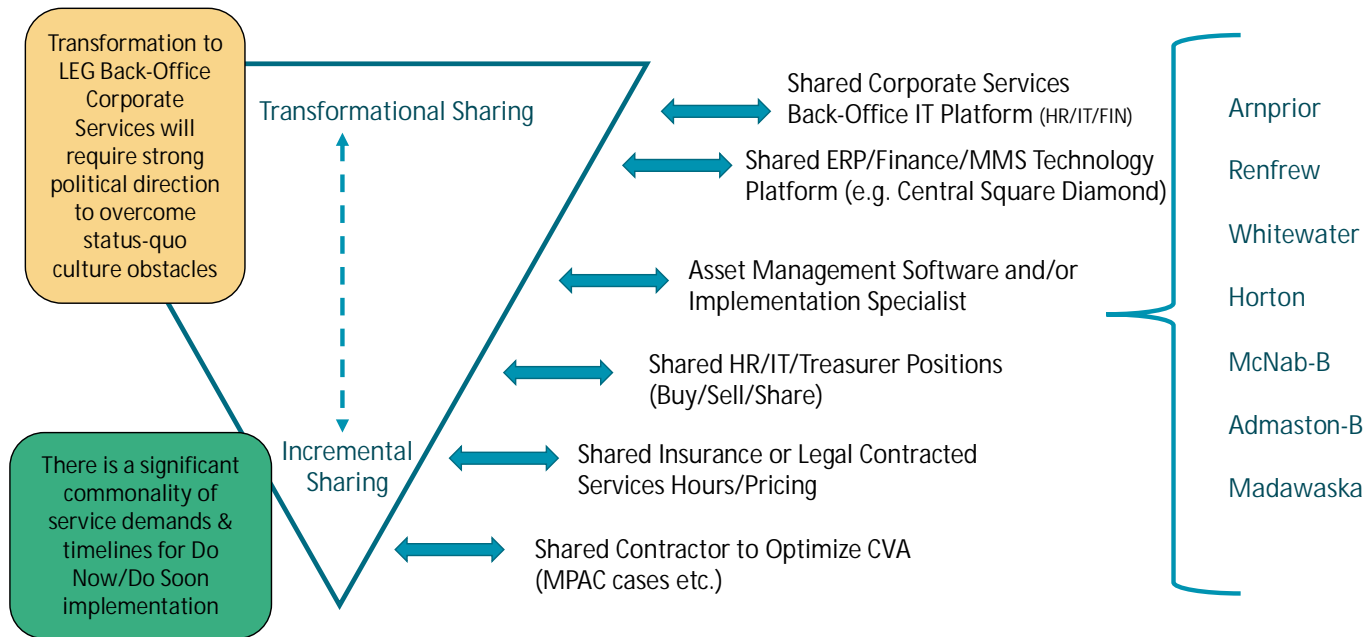 Transformation to
LEG Back-Office
Corporate
Services will
require strong
political direction
to overcome
status-quo
culture obstacles
There is a significant
commonality of
service demands &
timelines for Do
Now/Do Soon
implementation
Transformational Sharing
Incremental
Sharing
Shared Corporate Services
Back-Office IT Platform (HR/IT/FIN)
Shared ERP/Finance/MMS Technology
Platform (e.g. Central Square Diamond)
Asset Management Software and/or
Implementation Specialist
Shared HR/IT/Treasurer Positions
(Buy/Sell/Share)
Shared Insurance or Legal Contracted
Services Hours/Pricing
Shared Contractor to Optimize CVA
(MPAC cases etc.)
Arnprior
Renfrew
Whitewater
Horton
McNab-B
Admaston-B
Madawaska